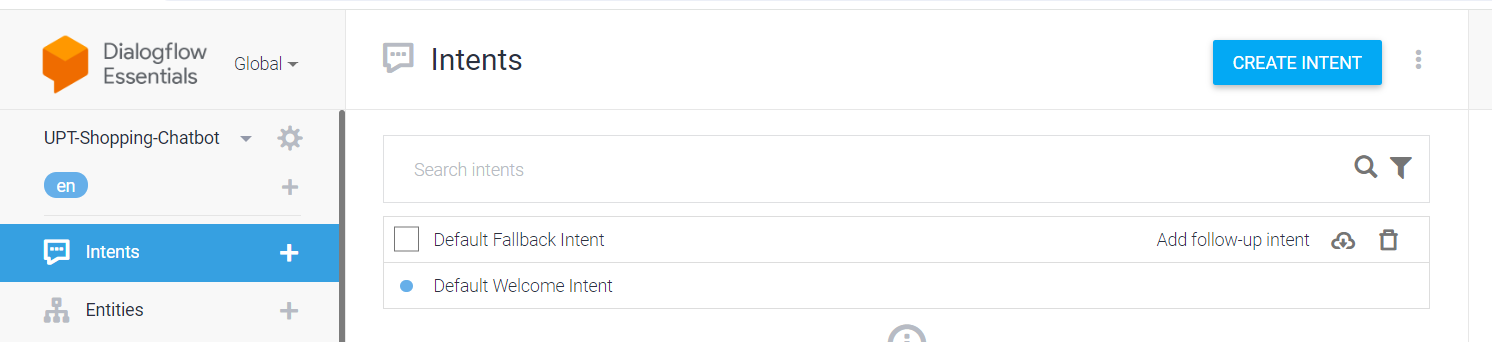 Dialogflow
Essentials
Global
Intents
CREATE INTENT
UPT-Shopping-Chatbot
en
Search intents
Intents
Default Fallback Intent
Add follow-up intent
Default Welcome Intent
Entities